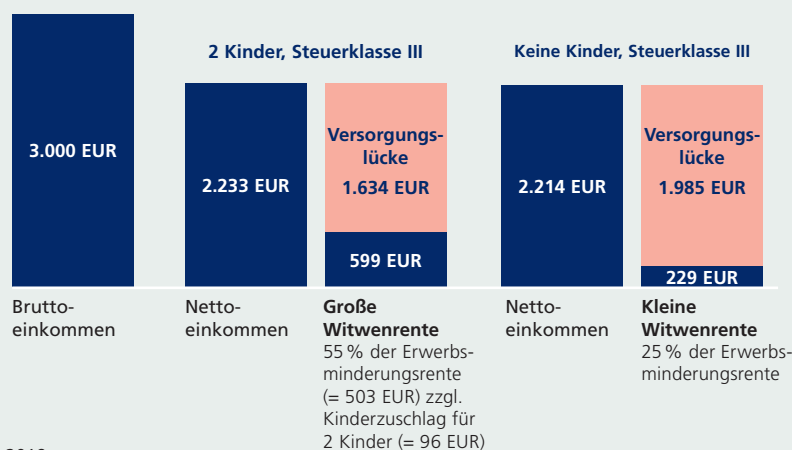 2 Kinder, Steuerklasse III
Keine Kinder, Steuerklasse III
3.000 EUR
2.233 EUR
Versorgungs-
lücke
1.634 EUR
599 EUR
2.214 EUR
Versorgungs-
lücke
1.985 EUR
229 EUR
Brutto-
einkommen
Netto-
einkommen
Große
Witwenrente
55 % der Erwerbs-
minderungsrente
(= 503 EUR) zzgl.
Kinderzuschlag für
2 Kinder (= 96 EUR)
Netto-
einkommen
Kleine
Witwenrente
25 % der Erwerbs-
minderungsrente